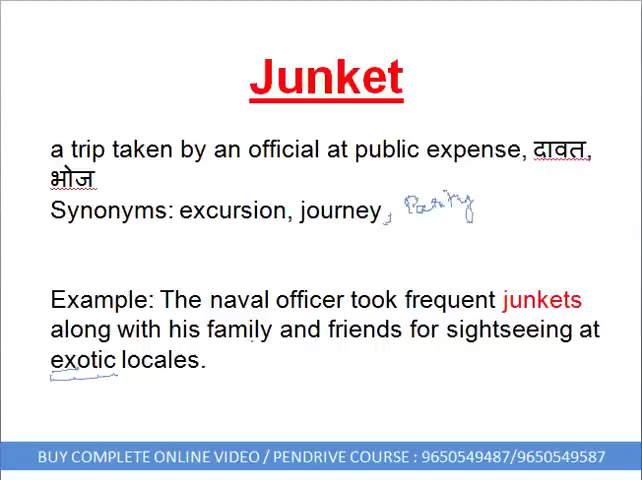 Junket
a trip taken by an official at public expense, दावत,
भोज
Synonyms: excursion, journey, Party
Example: The naval officer took frequent junkets
along with his family and friends for sightseeing at
exotic locales.
BUY COMPLETE ONLINE VIDEO / PENDRIVE COURSE : 9650549487/9650549587